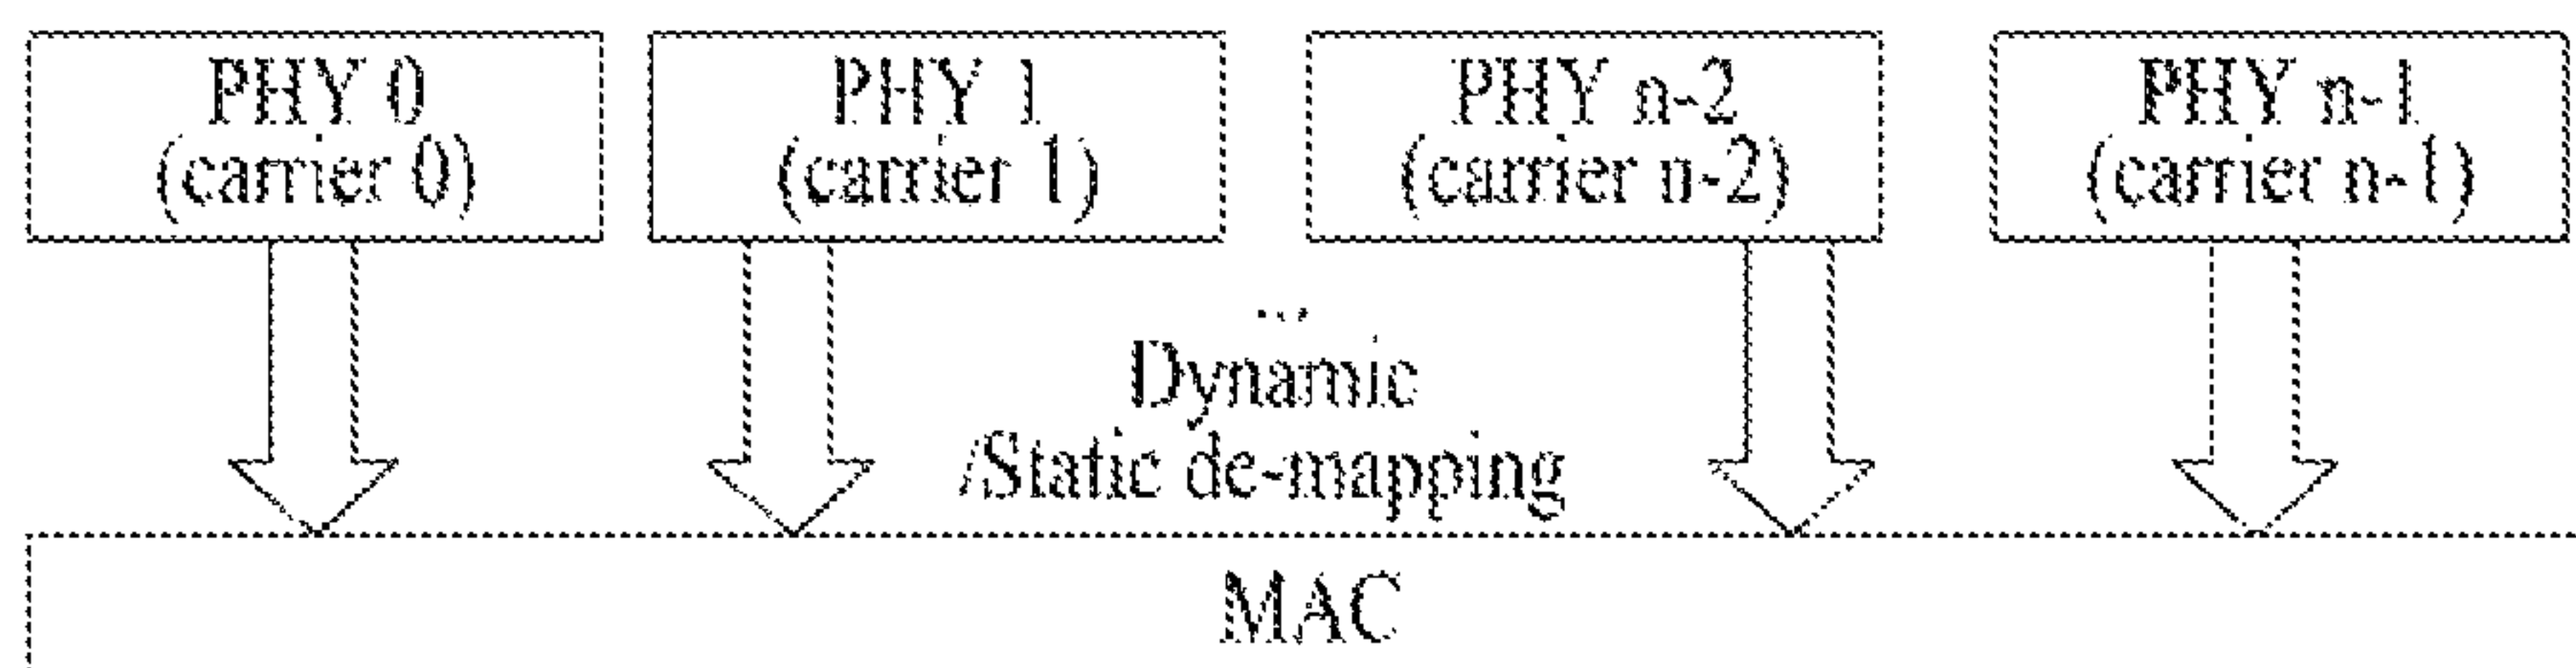 PHY 0
(carrier 0)
PHY 1
(carrier 1)
PHY n-2
(carrier n-2)
PHY n-1
(carrier n-1)
...
Dynamic
/Static de-mapping
MAC